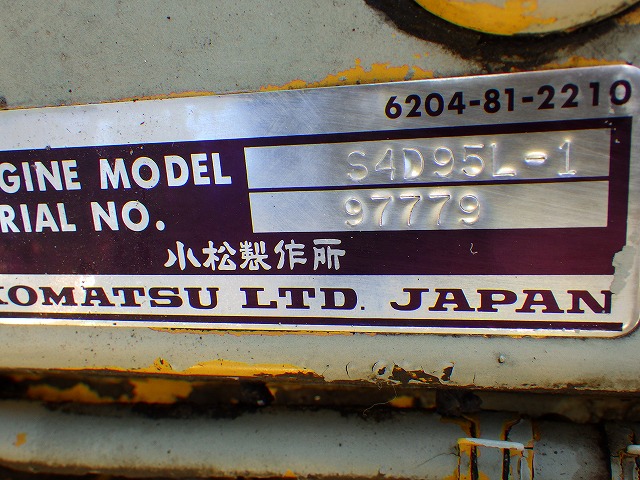 6204-81-2210
GINE MODEL S4D95L-1
RIAL NO. 97779
小松製作所
KOMATSU LTD. JAPAN